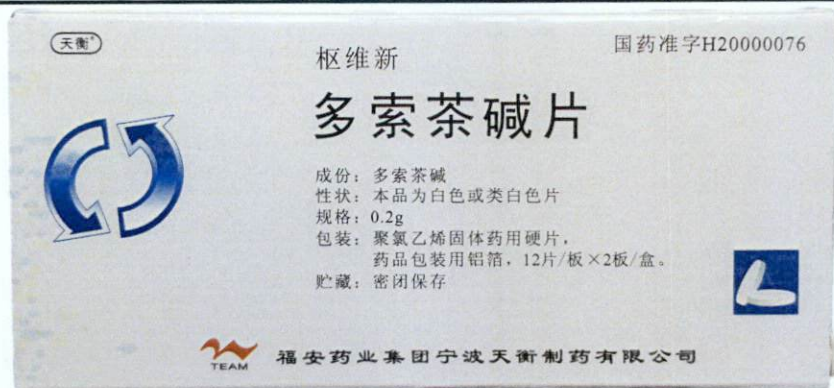 天衡
国药准字H20000076
枢维新
多索茶碱片
成份：多索茶碱
性状：本品为白色或类白色片
规格：0.2g
包装：聚氯乙烯固体药用硬片，
药品包装用铝箔，12片/板×2板/盒。
贮藏：密闭保存
TEAM
福安药业集团宁波天衡制药有限公司